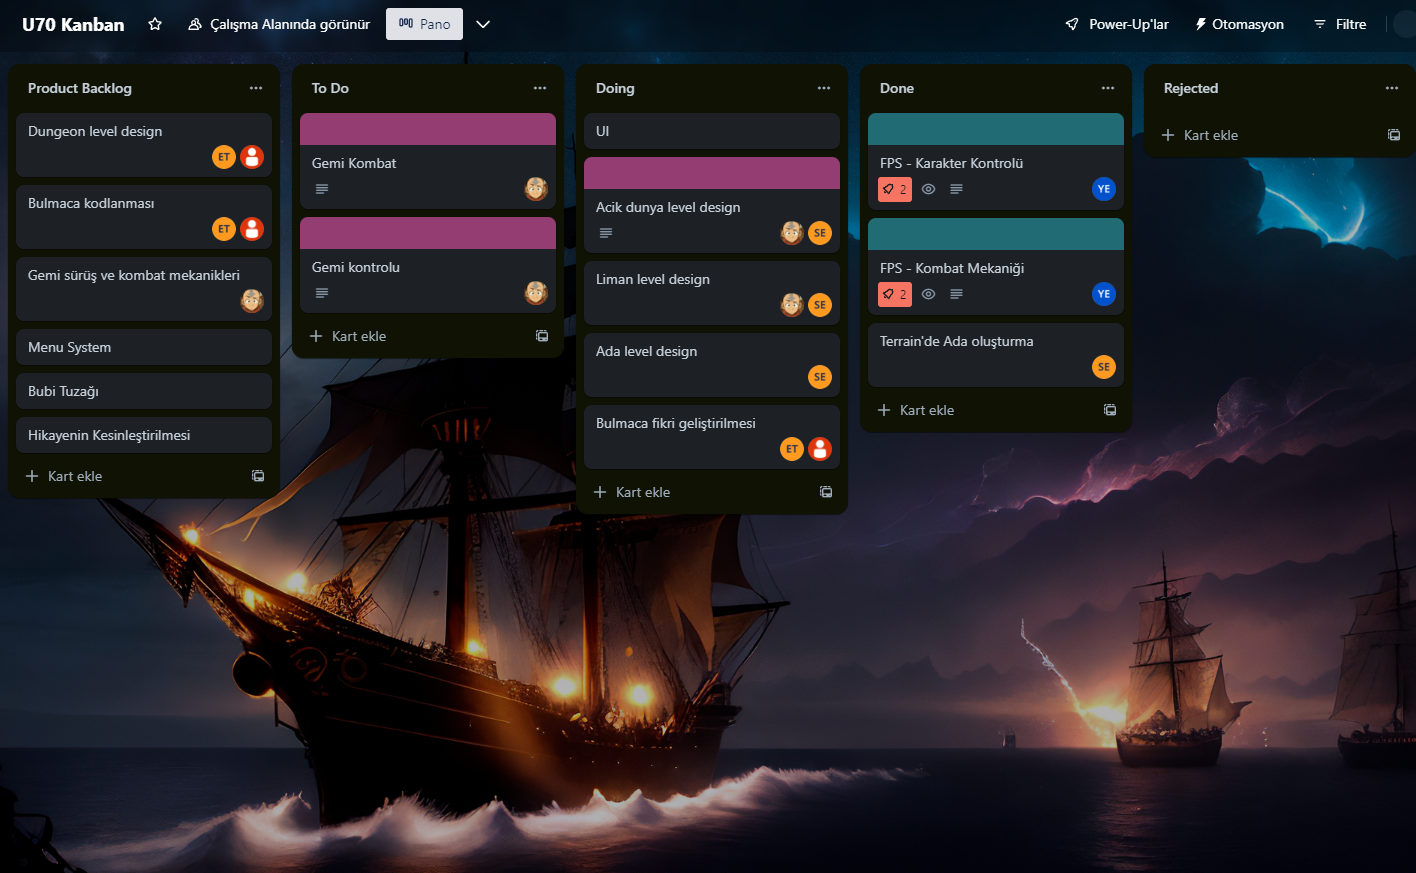 U70 Kanban
Çalışma Alanında görünür
Pano
Power-Up'lar
Otomasyon
Filtre
Product Backlog
Dungeon level design
ET
Bulmaca kodlanması
ET
Gemi sürüş ve kombat mekanikleri
Menu System
Bubi Tuzağı
Hikayenin Kesinleştirilmesi
Kart ekle
To Do
Gemi Kombat
Gemi kontrolu
Kart ekle
Doing
UI
Acik dunya level design
SE
Liman level design
SE
Ada level design
SE
Bulmaca fikri geliştirilmesi
ET
Kart ekle
Done
FPS - Karakter Kontrolü
2
YE
FPS - Kombat Mekaniği
2
YE
Terrain'de Ada oluşturma
SE
Kart ekle
Rejected
Kart ekle